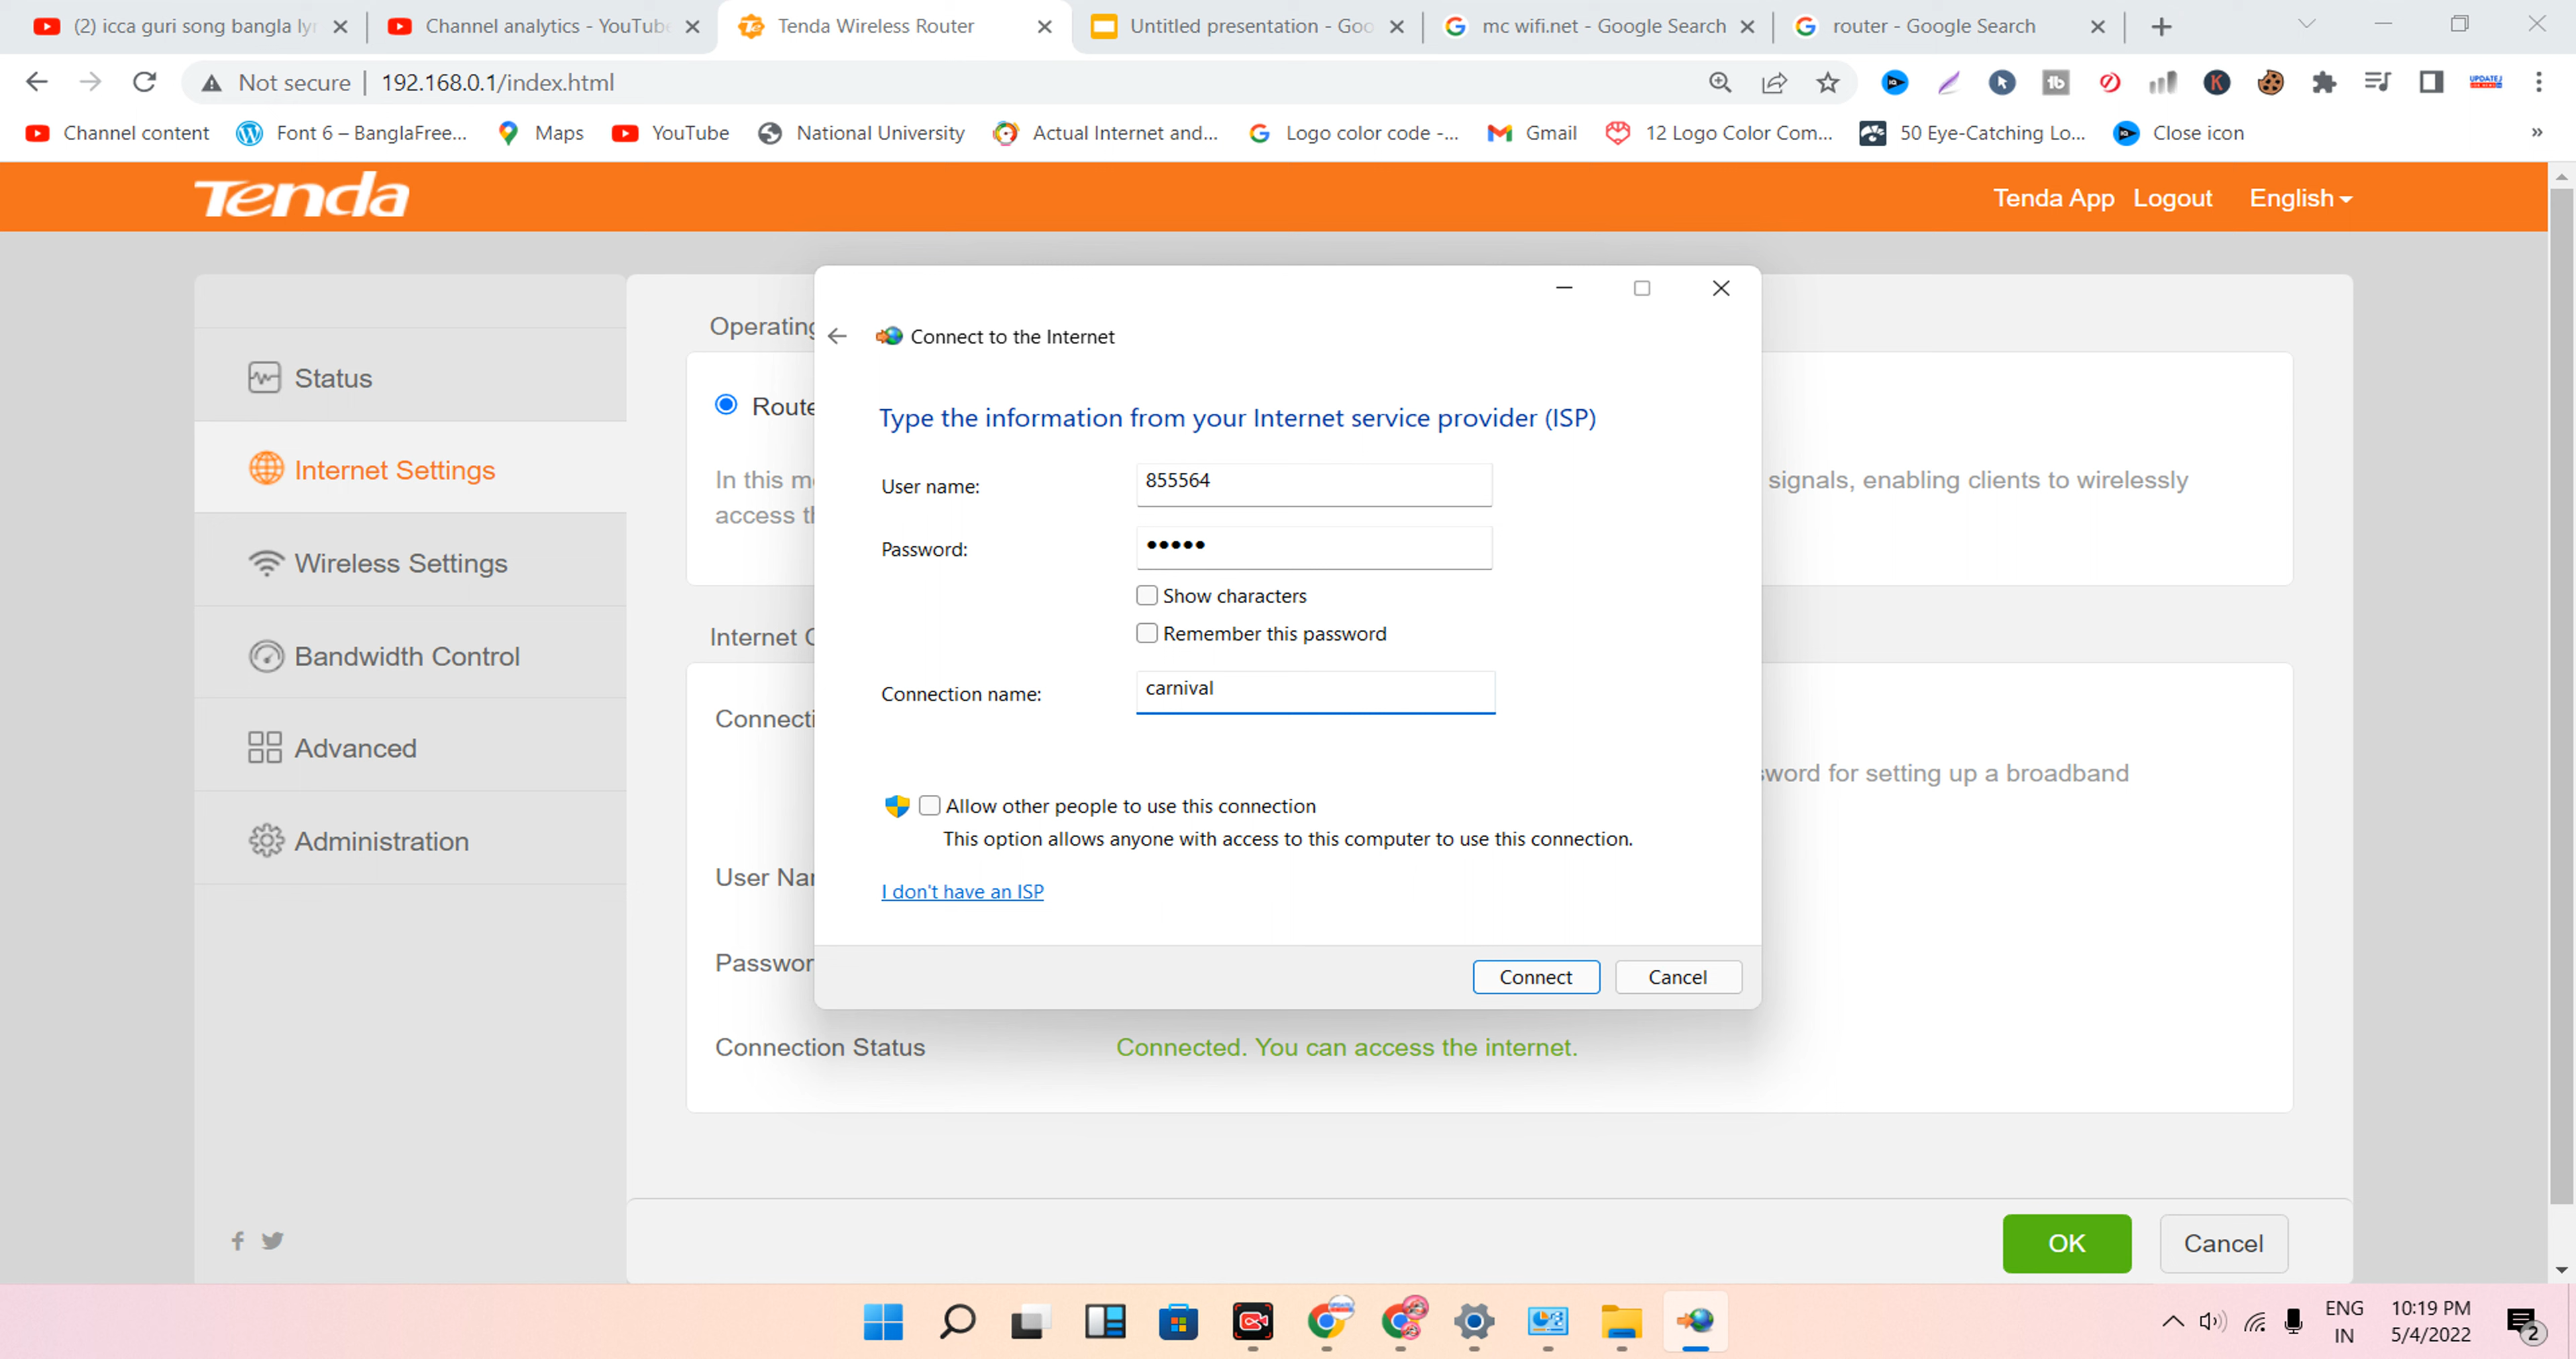 (2) icca guri song bangla lyr
Channel analytics - YouTube
Tenda Wireless Router
Untitled presentation - Goo
mc wifi.net - Google Search
router - Google Search
Not secure
192.168.0.1/index.html
Channel content
Font 6 – BanglaFree...
Maps
YouTube
National University
Actual Internet and...
Logo color code -...
Gmail
12 Logo Color Com...
50 Eye-Catching Lo...
Close icon
»
Tenda
Tenda App
Logout
English
Status
Internet Settings
Wireless Settings
Bandwidth Control
Advanced
Administration
Operating
Route
In this m
signals, enabling clients to wirelessly
access th
Internet C
Connecti
sword for setting up a broadband
User Nar
Passwor
Connection Status
Connected. You can access the internet.
OK
Cancel
Connect to the Internet
Type the information from your Internet service provider (ISP)
User name:
855564
Password:
•••••
Show characters
Remember this password
Connection name:
carnival
Allow other people to use this connection
This option allows anyone with access to this computer to use this connection.
I don't have an ISP
Connect
Cancel
ENG
IN
10:19 PM
5/4/2022
2